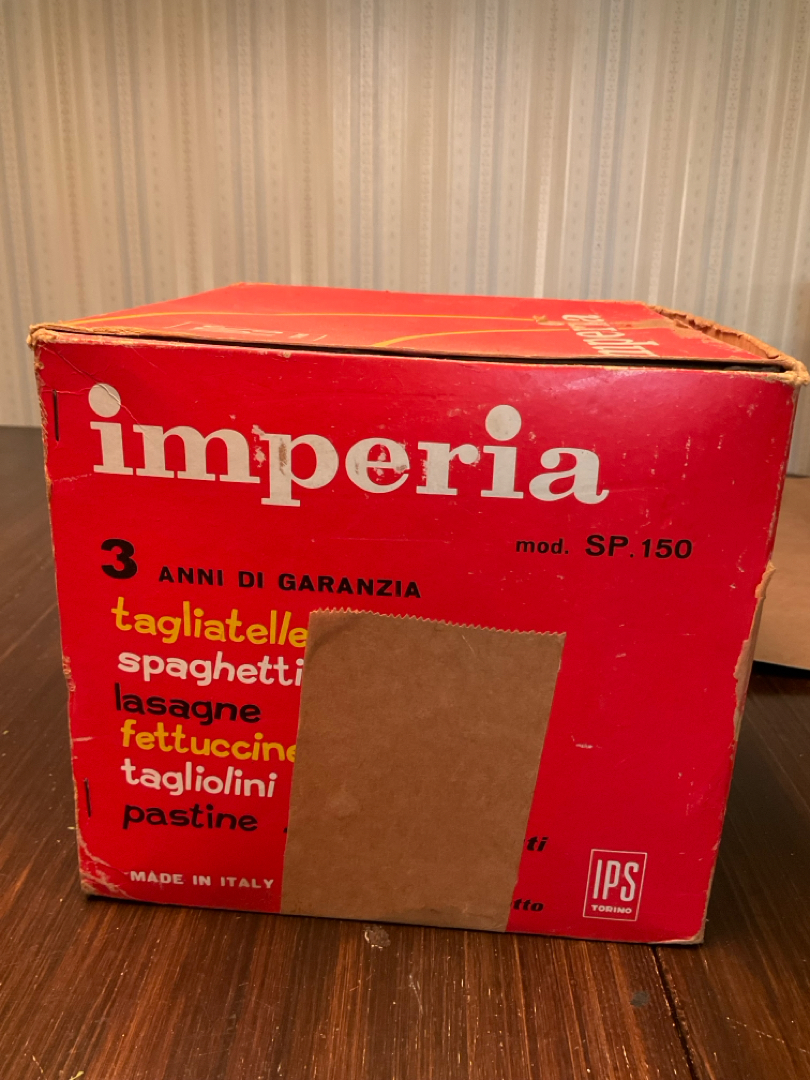 imperia
mod. SP.150
3 ANNI DI GARANZIA
tagliatelle
spaghetti
lasagne
fettuccine
tagliolini
pastine
MADE IN ITALY
IPS
TORINO